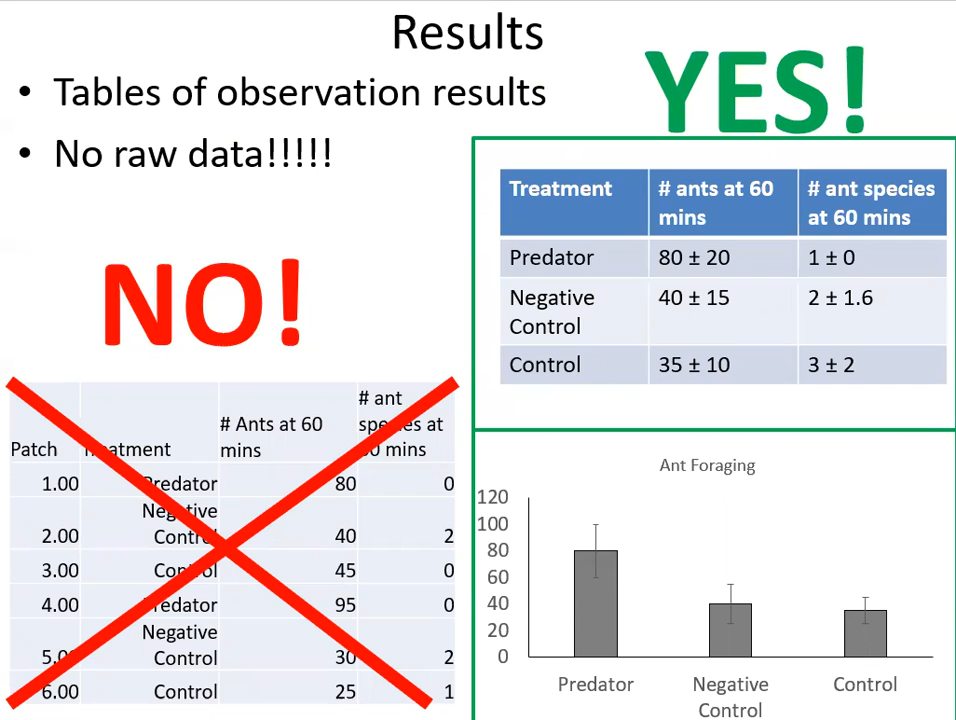 Results
• Tables of observation results
• No raw data!!!!!
YES!
NO!
Treatment # ants at 60 mins # ant species at 60 mins
Predator 80 ± 20 1 ± 0
Negative Control 40 ± 15 2 ± 1.6
Control 35 ± 10 3 ± 2
Patch Treatment # Ants at 60 mins # ant species at 60 mins
1.00 Predator 80 0
2.00 Negative Control 40 2
3.00 Control 45 0
4.00 Predator 95 0
5.00 Negative Control 30 2
6.00 Control 25 1
Ant Foraging
120
100
80
60
40
20
0
Predator Negative Control Control